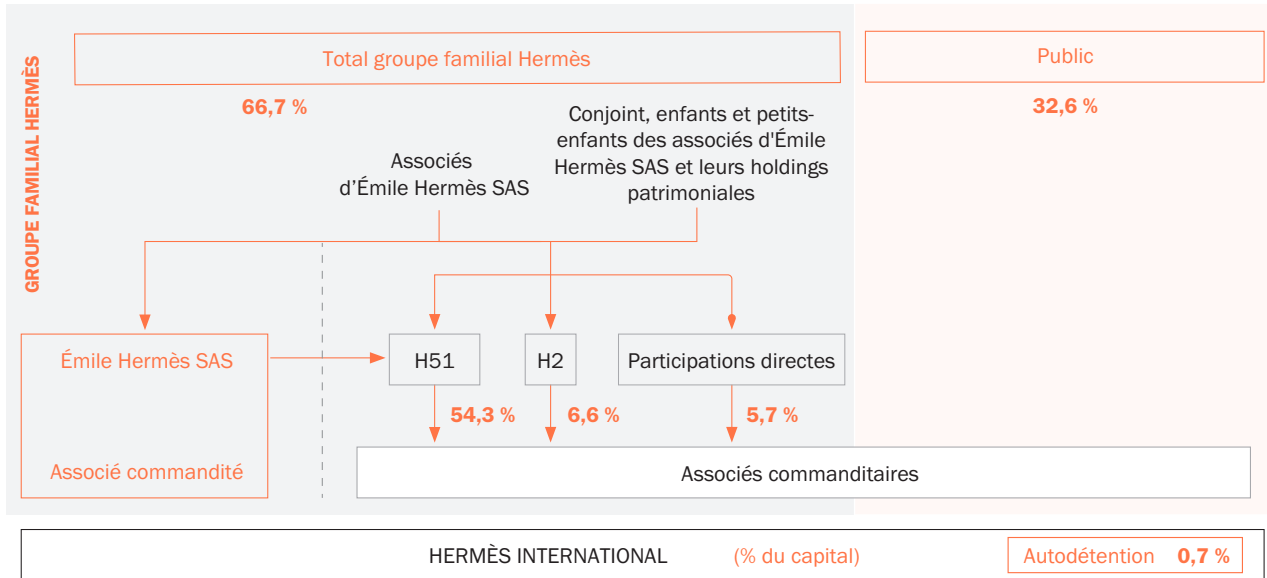 GROUPE FAMILIAL HERMÈS
Total groupe familial Hermès
Public
66,7 %
32,6 %
Associés
d’Émile Hermès SAS
Conjoint, enfants et petits-
enfants des associés d'Émile
Hermès SAS et leurs holdings
patrimoniales
Émile Hermès SAS
H51
H2
Participations directes
54,3 %
6,6 %
5,7 %
Associé commandité
Associés commanditaires
HERMÈS INTERNATIONAL (% du capital) Autodétention 0,7 %